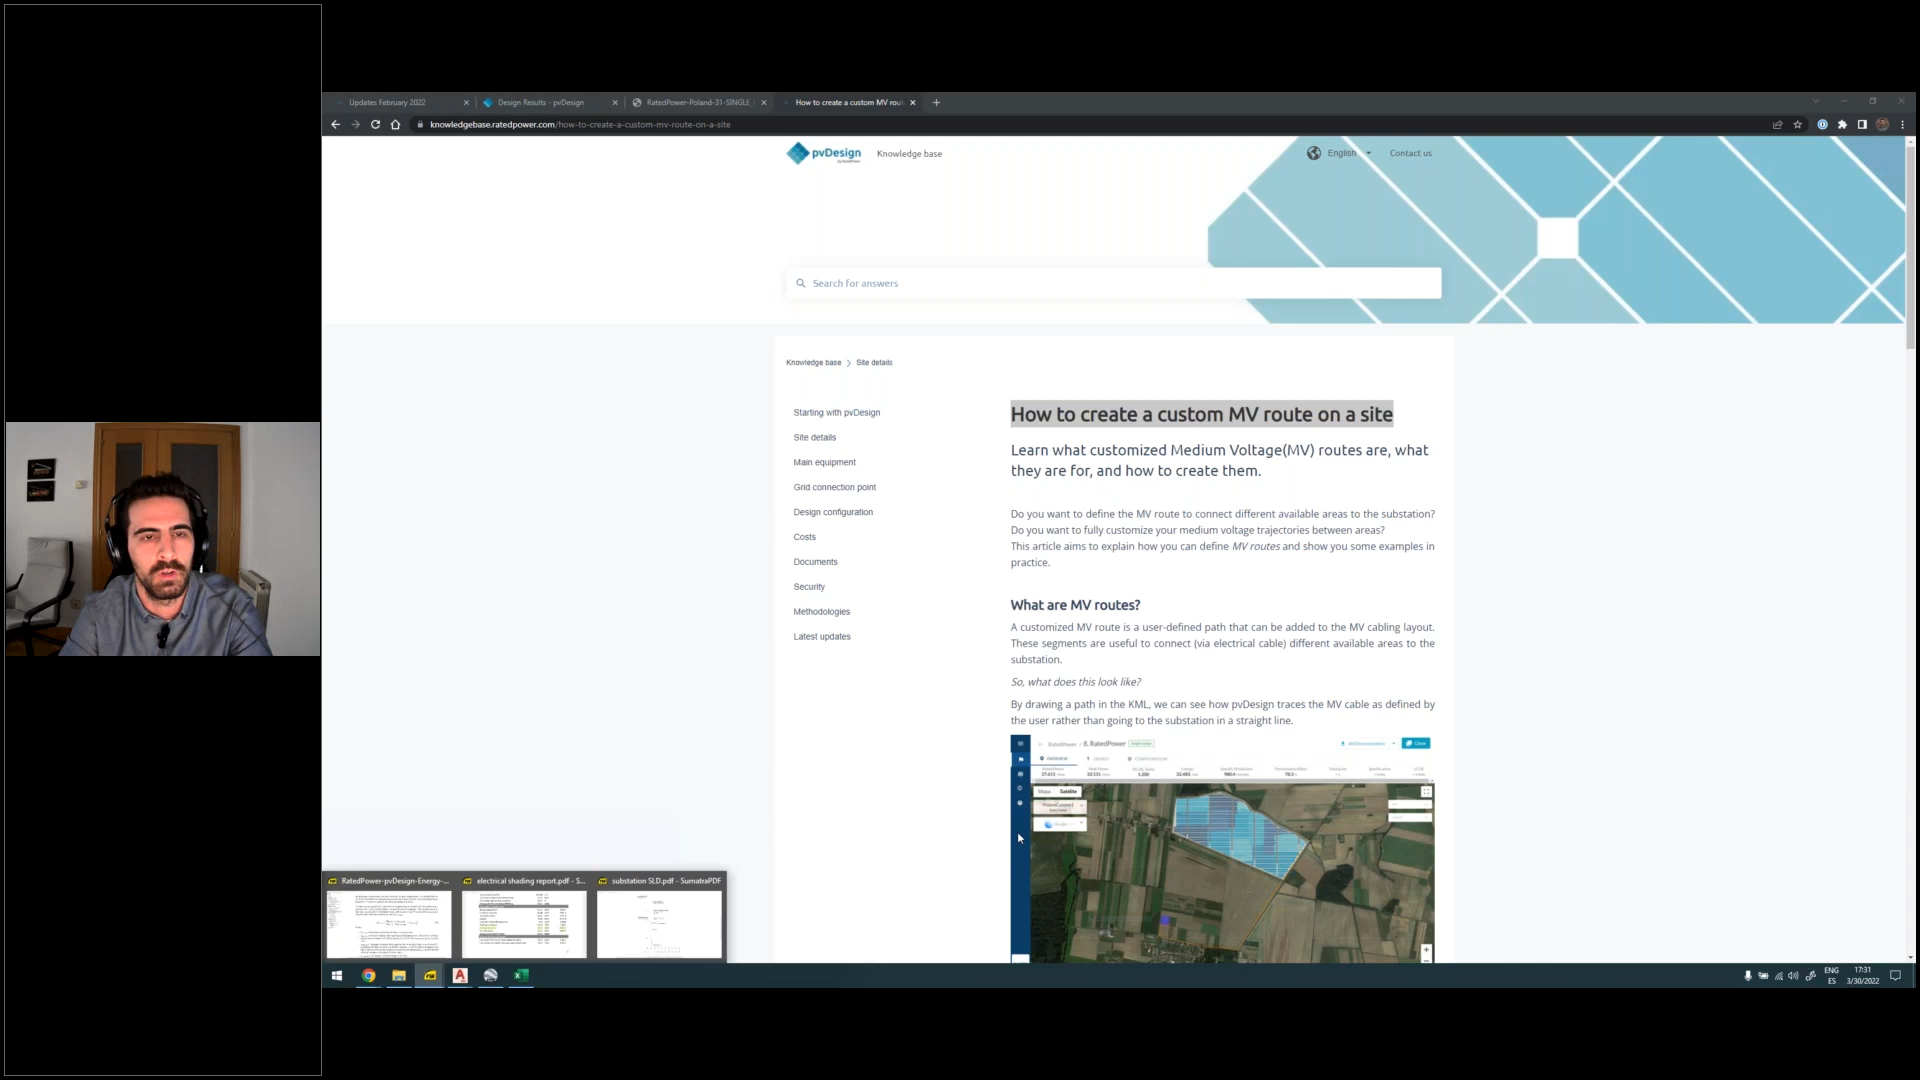 Updates February 2022
Design Results - pvDesign
RatedPower-Poland-31-SINGLE_
How to create a custom MV rout
knowledgebase.ratedpower.com/how-to-create-a-custom-mv-route-on-a-site
pvDesign
Knowledge base
English
Contact us
Search for answers
Knowledge base > Site details
Starting with pvDesign
Site details
Main equipment
Grid connection point
Design configuration
Costs
Documents
Security
Methodologies
Latest updates
How to create a custom MV route on a site
Learn what customized Medium Voltage(MV) routes are, what
they are for, and how to create them.
Do you want to define the MV route to connect different available areas to the substation?
Do you want to fully customize your medium voltage trajectories between areas?
This article aims to explain how you can define MV routes and show you some examples in
practice.
What are MV routes?
A customized MV route is a user-defined path that can be added to the MV cabling layout.
These segments are useful to connect (via electrical cable) different available areas to the
substation.
So, what does this look like?
By drawing a path in the KML, we can see how pvDesign traces the MV cable as defined by
the user rather than going to the substation in a straight line.
RatedPower / 8. RatedPower
OVERVIEW
Maps
Satellite
RatedPower-pvDesign-Energy-...
electrical shading report.pdf - S...
substation SLD.pdf - SumatraPDF
ENG
ES
17:31
3/30/2022